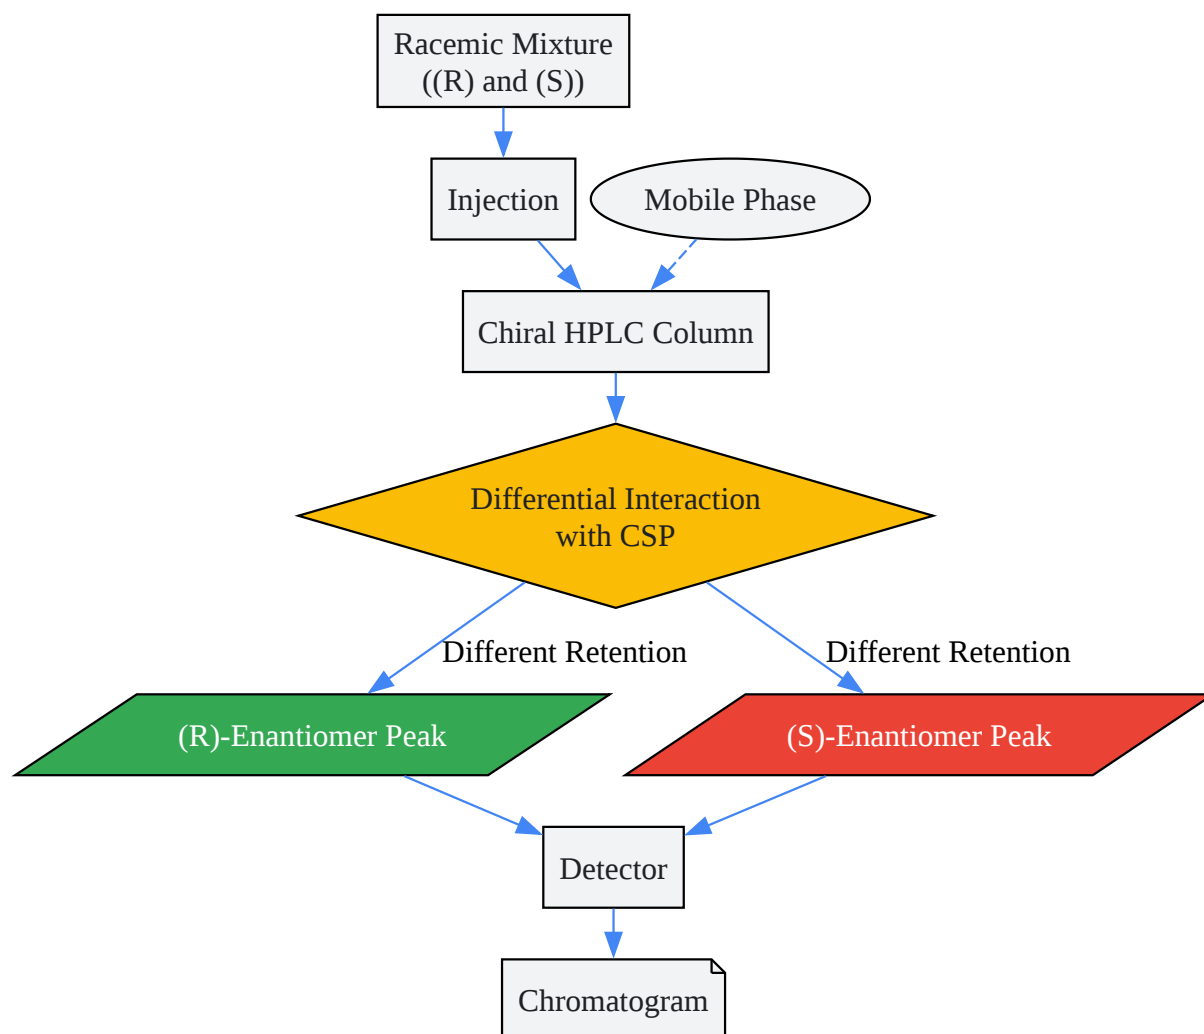 Racemic Mixture
((R) and (S))
Injection
Mobile Phase
Chiral HPLC Column
Differential Interaction
with CSP
Different Retention
Different Retention
(R)-Enantiomer Peak
(S)-Enantiomer Peak
Detector
Chromatogram